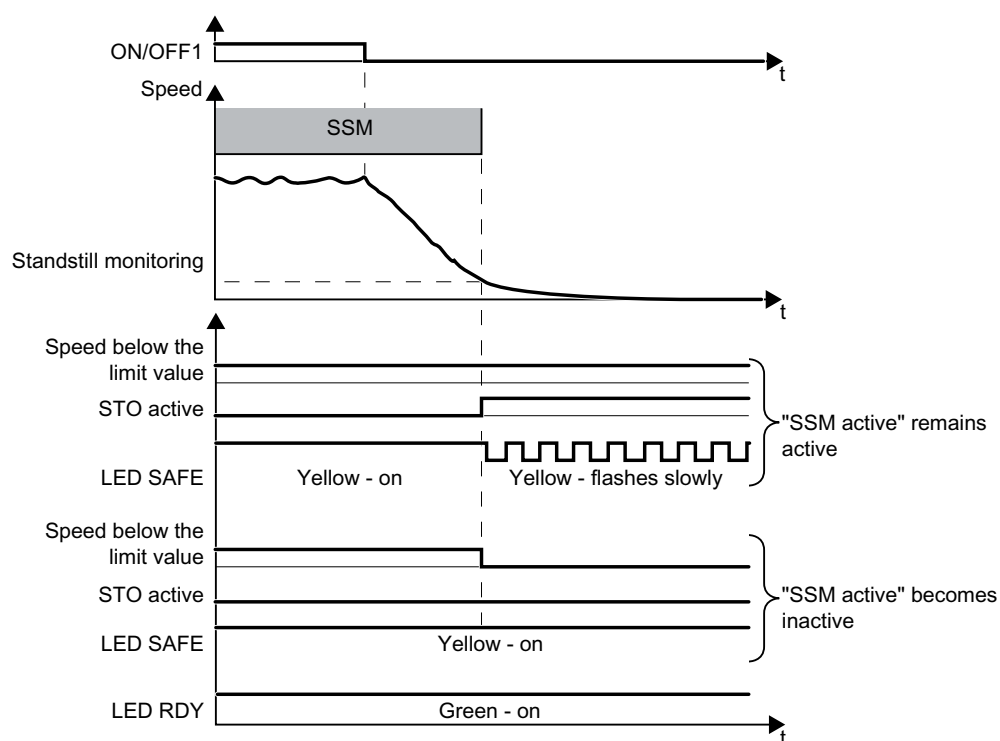 ON/OFF1
t
Speed
SSM
Standstill monitoring
t
Speed below the
limit value
STO active
"SSM active" remains
active
LED SAFE
Yellow - on
Yellow - flashes slowly
Speed below the
limit value
STO active
"SSM active" becomes
inactive
LED SAFE
Yellow - on
LED RDY
Green - on
t